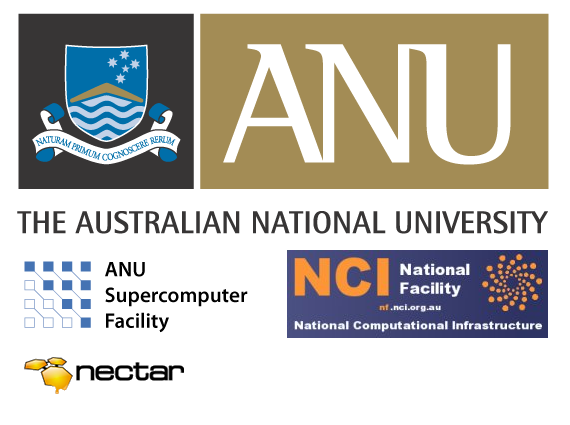 NATURAM PRIMUM COGNOSCERE RERUM
ANU
THE AUSTRALIAN NATIONAL UNIVERSITY
ANU
Supercomputer
Facility
NCI National
Facility
nf.nci.org.au
National Computational Infrastructure
nectar